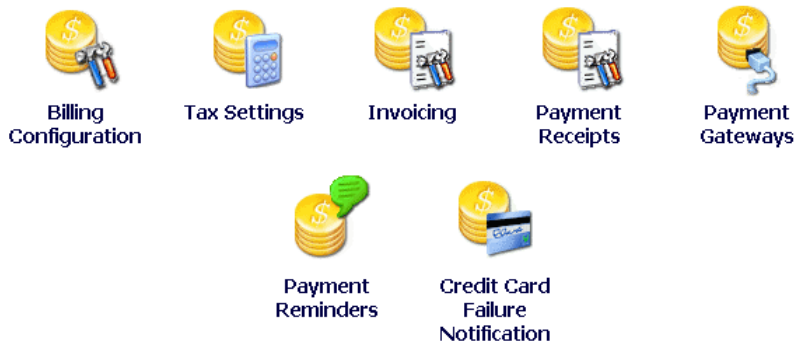 Billing
Configuration
Tax Settings
Invoicing
Payment
Receipts
Payment
Gateways
Payment
Reminders
Credit Card
Failure
Notification